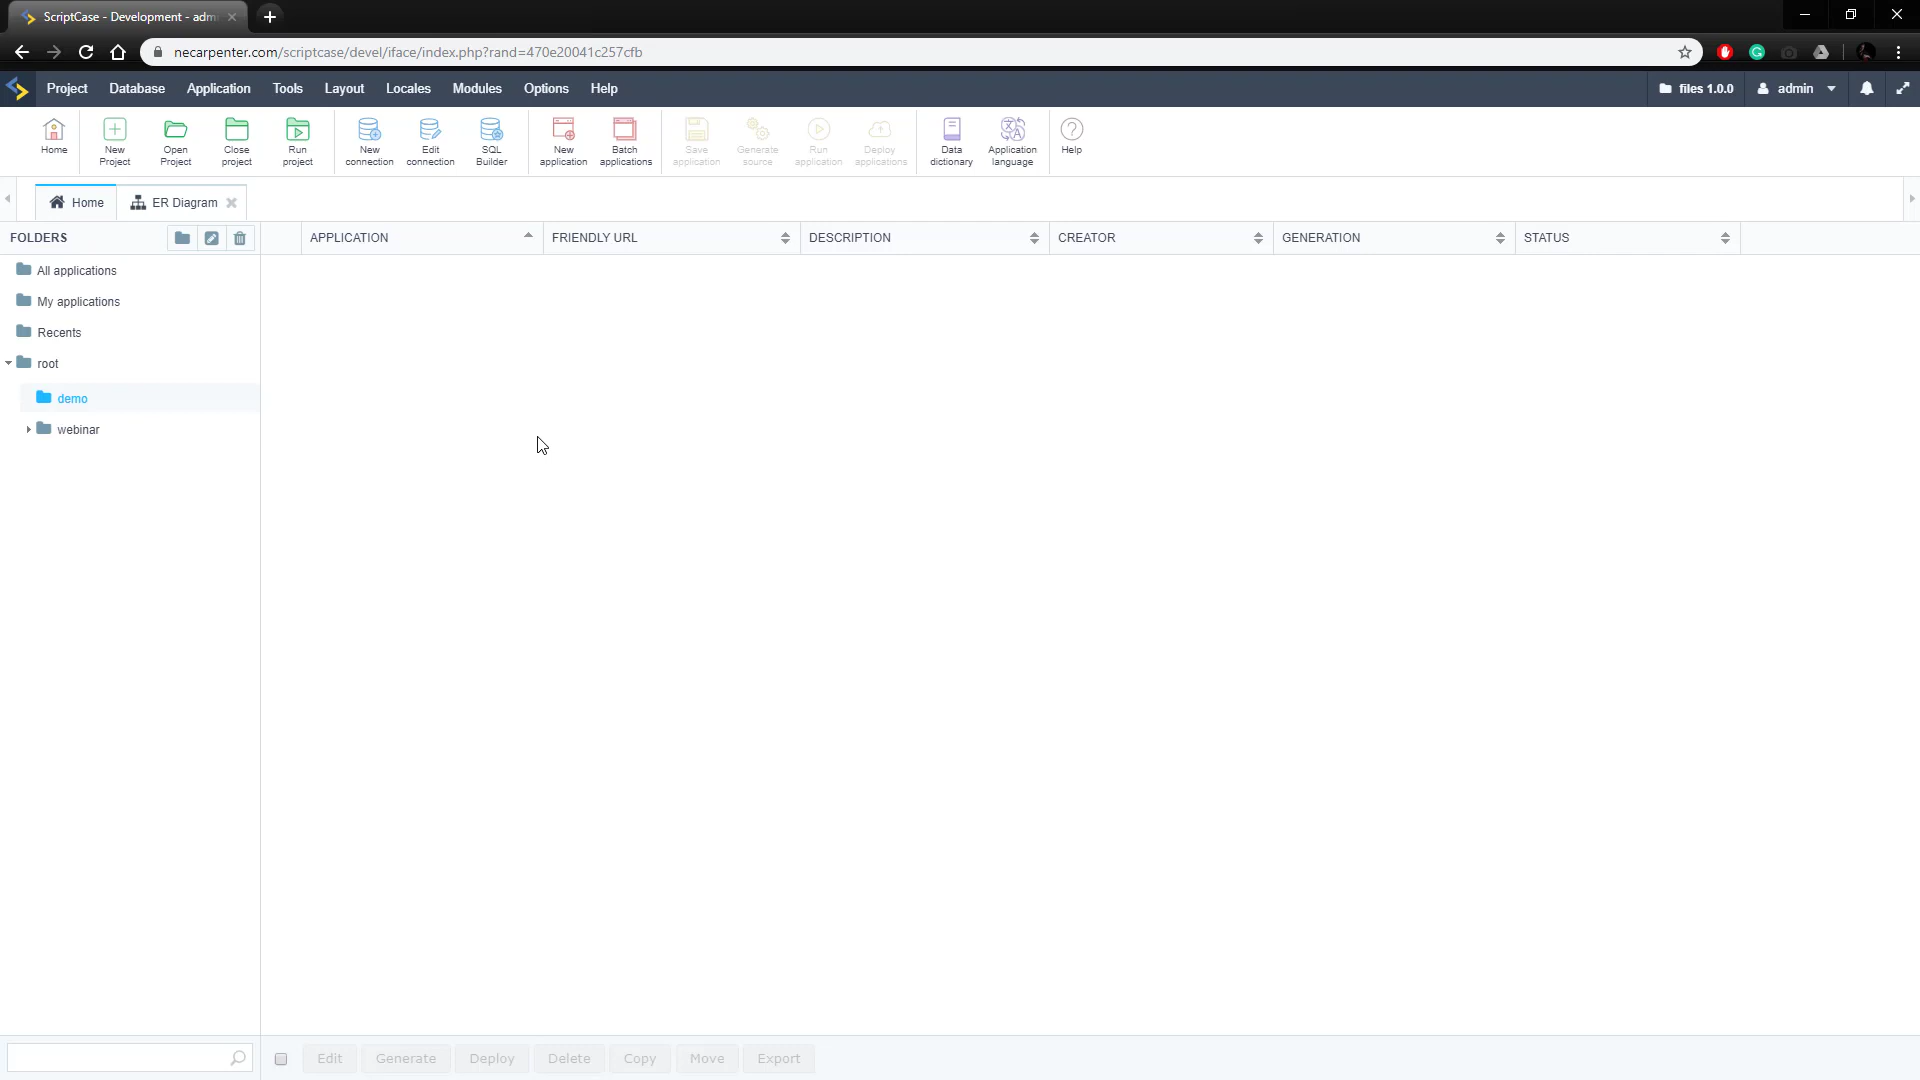 ScriptCase - Development - adm
necarpenter.com/scriptcase/devel/iface/index.php?rand=470e20041c257cfb
Project Database Application Tools Layout Locales Modules Options Help files 1.0.0 admin
Home
New Project
Open Project
Close project
Run project
New connection
Edit connection
SQL Builder
New application
Batch applications
Save application
Generate source
Run application
Deploy applications
Data dictionary
Application language
Help
Home ER Diagram
FOLDERS APPLICATION FRIENDLY URL DESCRIPTION CREATOR GENERATION STATUS
All applications
My applications
Recents
root
demo
webinar
Edit Generate Deploy Delete Copy Move Export